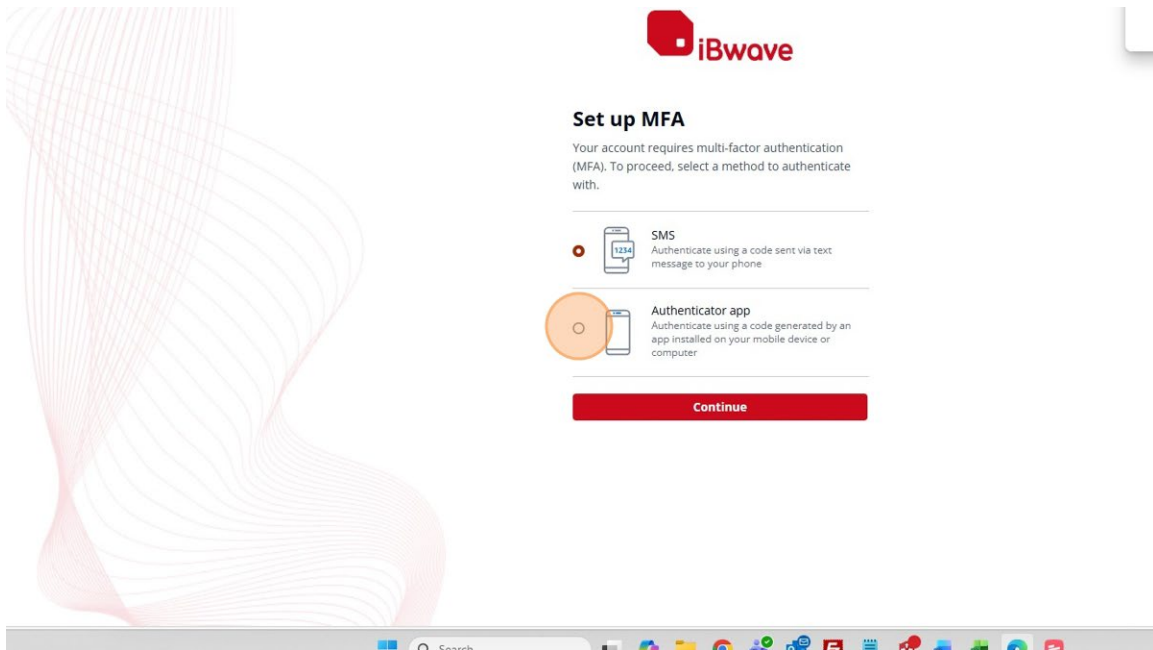 iBwave
Set up MFA
Your account requires multi-factor authentication
(MFA). To proceed, select a method to authenticate
with.
SMS
1234
Authenticate using a code sent via text
message to your phone
Authenticator app
Authenticate using a code generated by an
app installed on your mobile device or
computer
Continue
Search